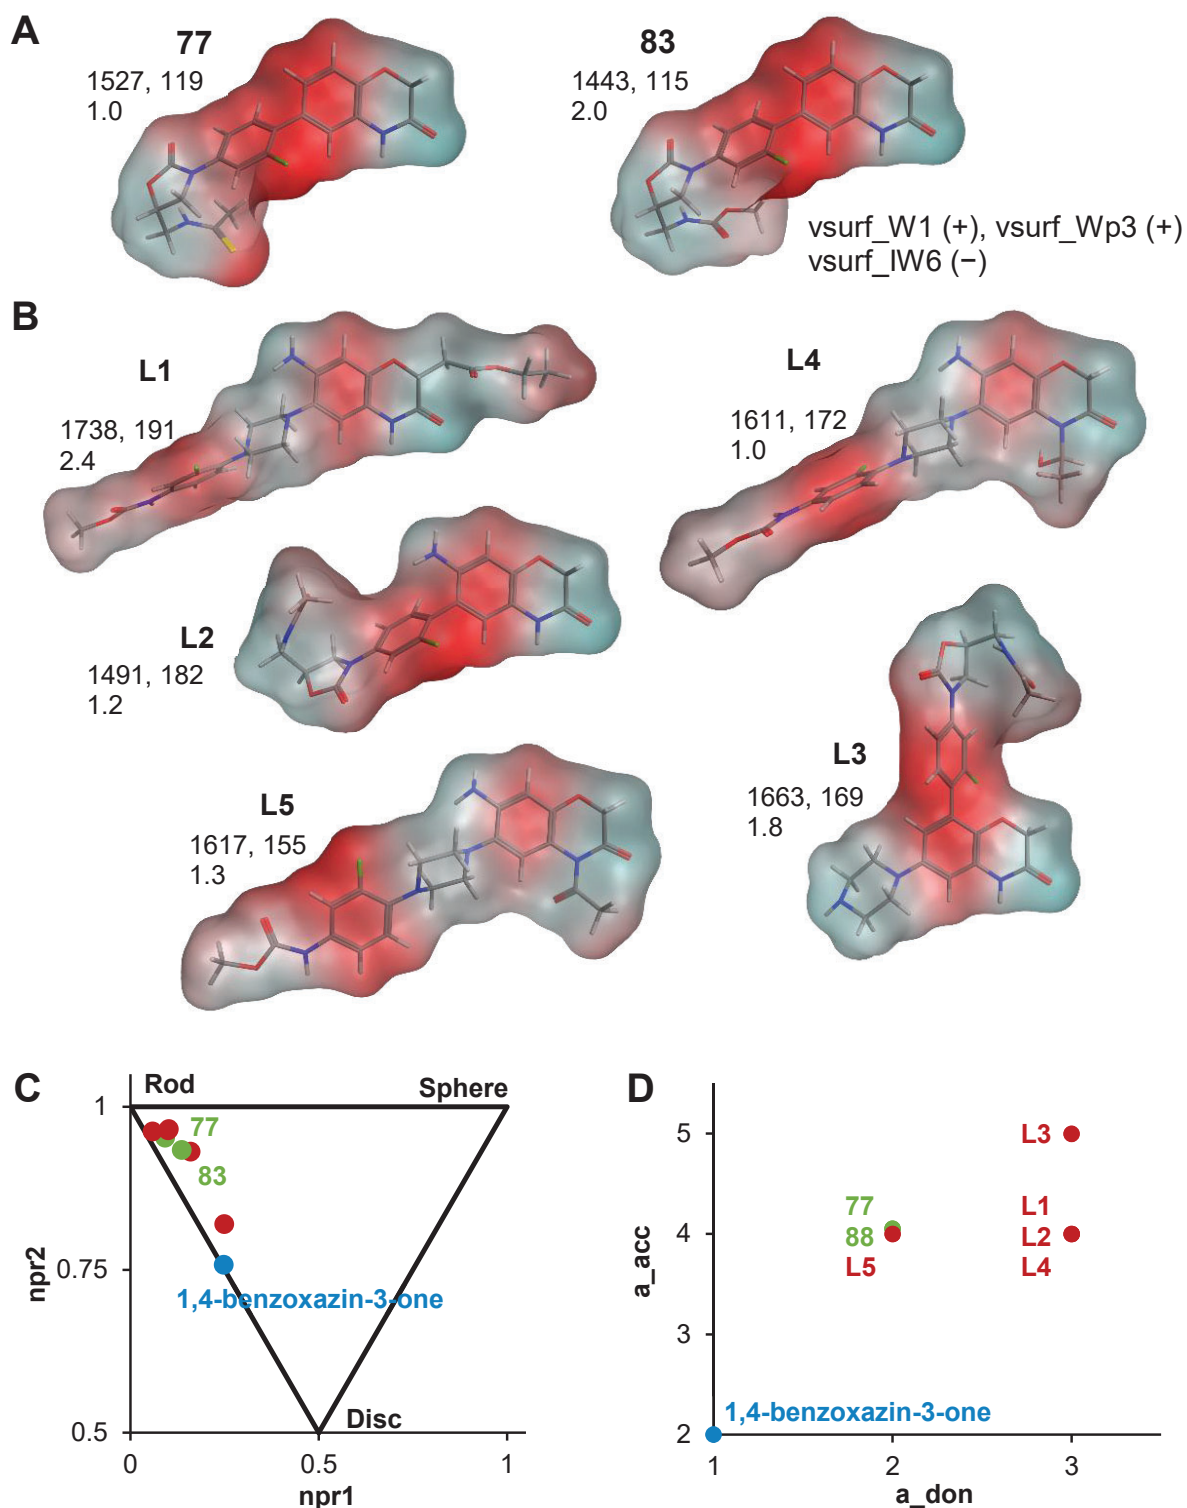 A
77
1527, 119
1.0
83
1443, 115
2.0
vsurf_W1 (+), vsurf_Wp3 (+)
vsurf_IW6 (−)
B
L1
1738, 191
2.4
L4
1611, 172
1.0
L2
1491, 182
1.2
L3
1663, 169
1.8
L5
1617, 155
1.3
C
Rod
Sphere
1
77
83
npr2
0.75
1,4-benzoxazin-3-one
Disc
0.5
0
0.5
1
npr1
D
5
L3
77
L1
4
88
L2
L5
L4
a_acc
3
1,4-benzoxazin-3-one
2
1
2
3
a_don